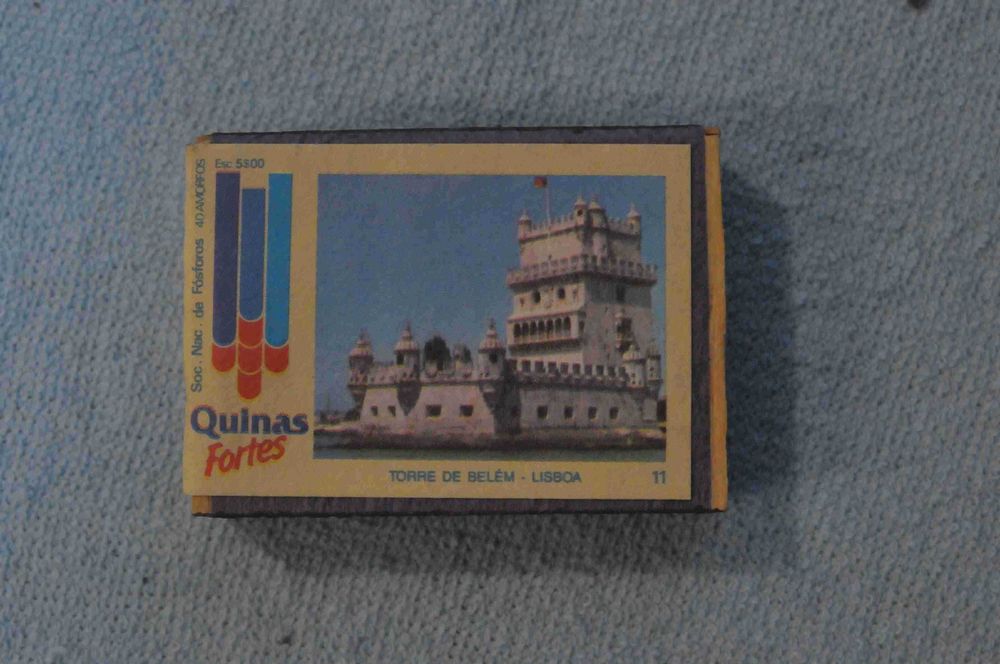 Esc 5$00
Soc. Nac. de Fósforos 40 AMORFOS
Quinas
Fortes
TORRE DE BELÉM - LISBOA 11